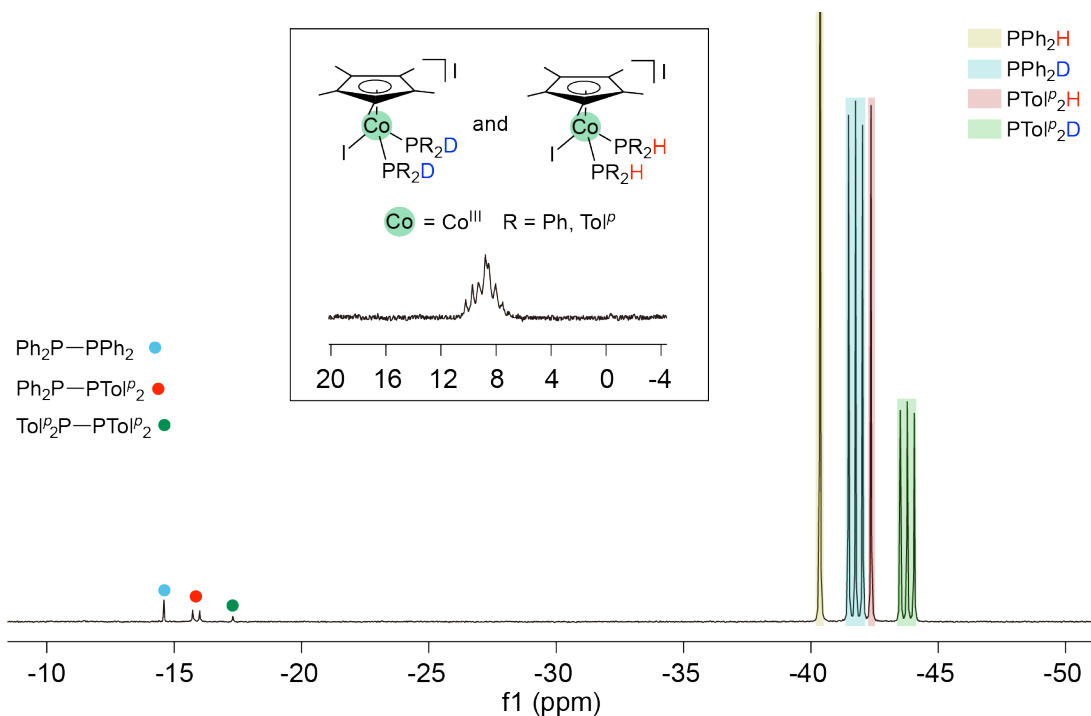 I
I
PPh₂H
PPh₂D
PTolᵖ₂H
PTolᵖ₂D
Co
and
Co
I
PR₂D
PR₂D
I
PR₂H
PR₂H
Co = Coᴵᴵᴵ R = Ph, Tolᵖ
20 16 12 8 4 0 -4
Ph₂P—PPh₂
Ph₂P—PTolᵖ₂
Tolᵖ₂P—PTolᵖ₂
-10 -15 -20 -25 -30 -35 -40 -45 -50
f1 (ppm)